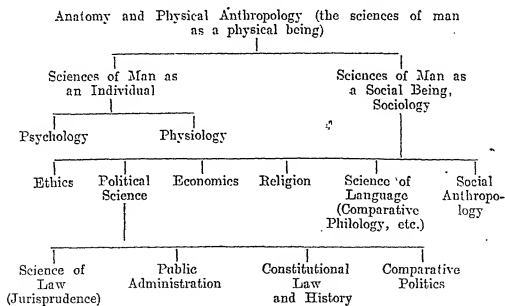 Anatomy and Physical Anthropology (the sciences of man
as a physical being)
Sciences of Man as
an Individual
Sciences of Man as
a Social Being,
Sociology
Psychology
Physiology
Ethics
Political
Science
Economics
Religion
Science of
Language
(Comparative
Philology, etc.)
Social
Anthropo-
logy
Science of
Law
(Jurisprudence)
Public
Administration
Constitutional
Law
and History
Comparative
Politics